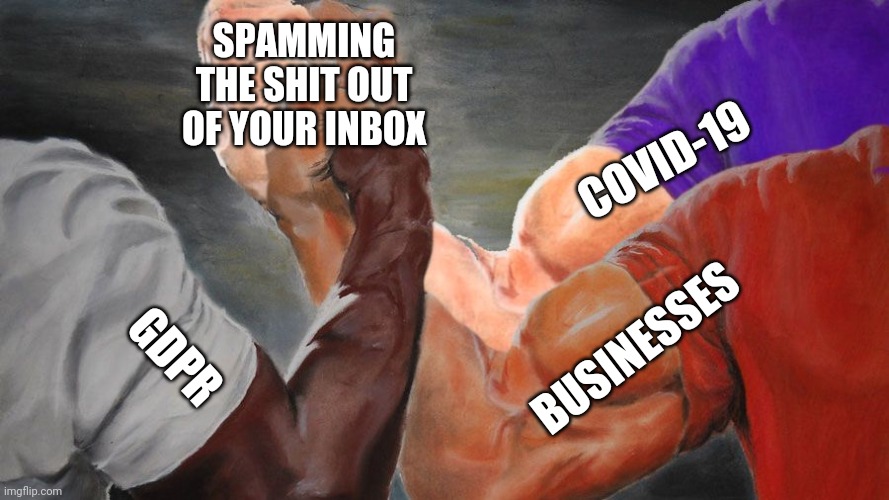 SPAMMING
THE SHIT OUT
OF YOUR INBOX
COVID-19
GDPR
BUSINESSES
imgflip.com